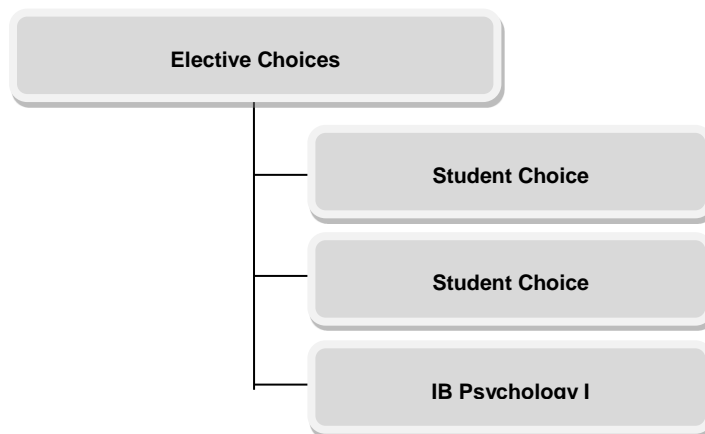 Elective Choices
Student Choice
Student Choice
IB Psychology I